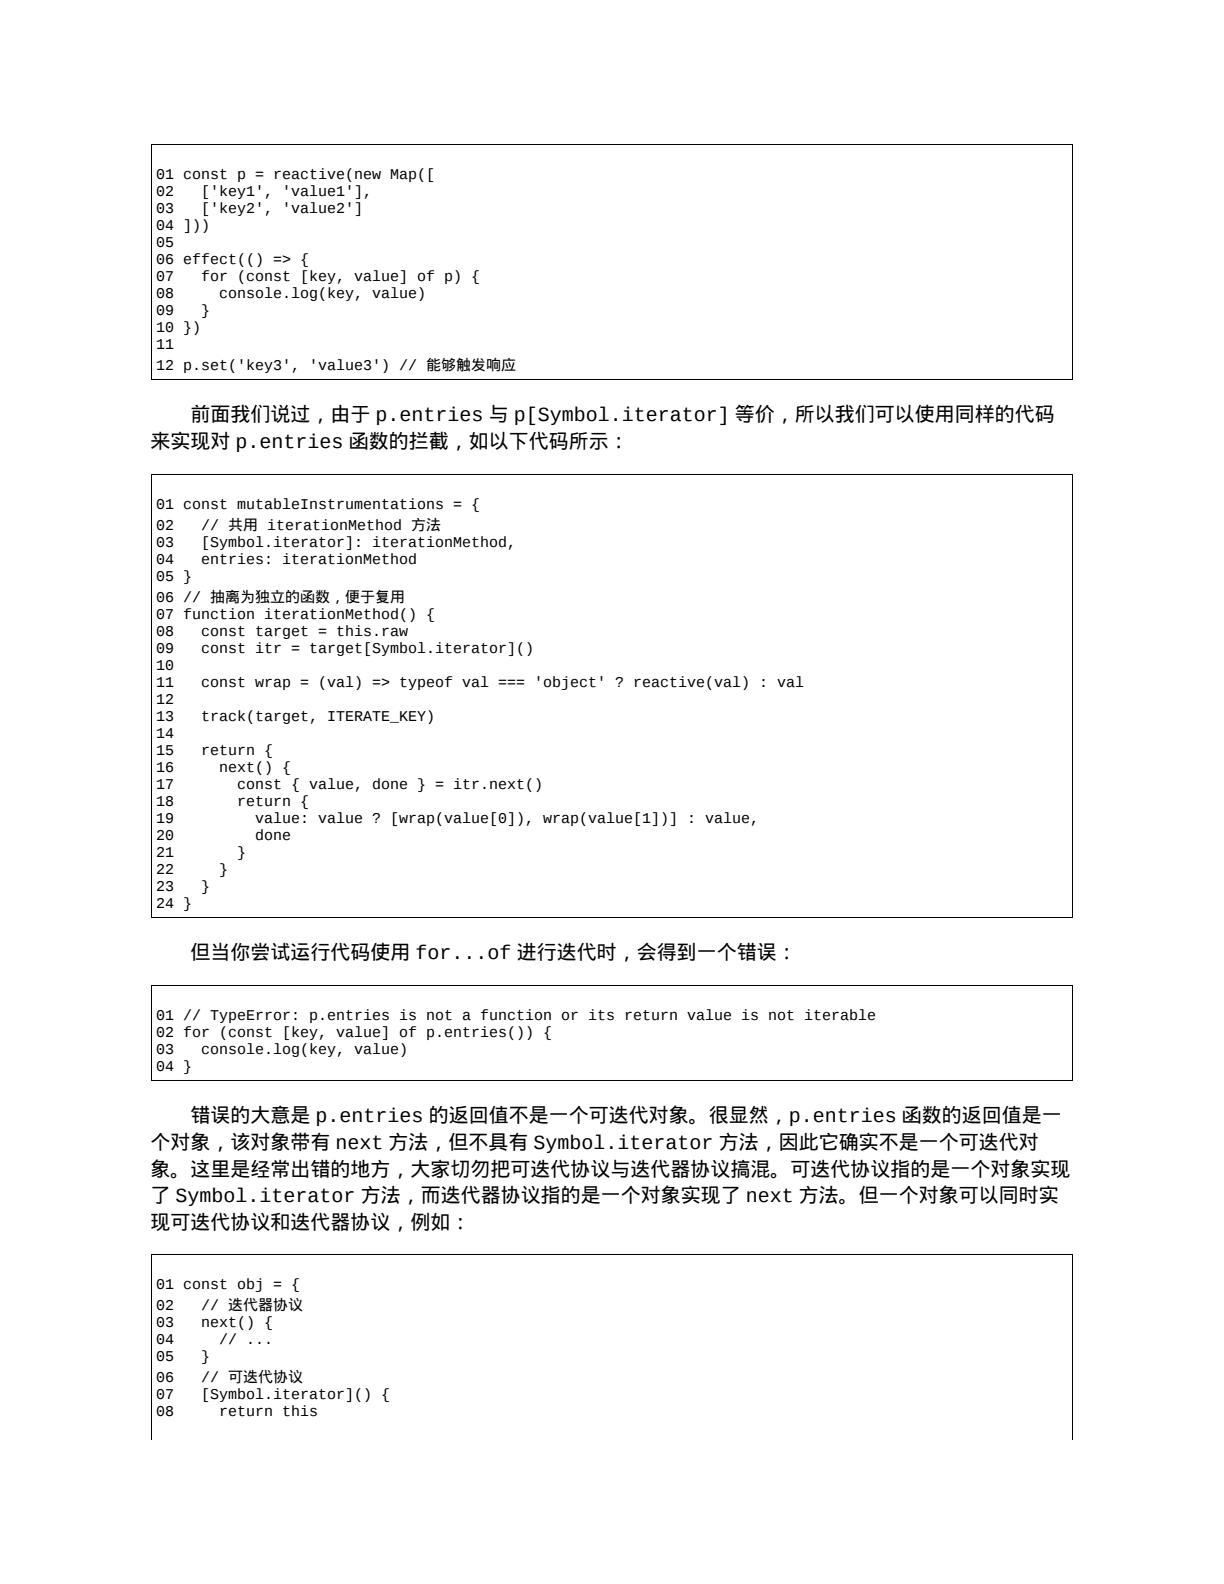 01 const p = reactive(new Map([
02   ['key1', 'value1'],
03   ['key2', 'value2']
04 ]))
05
06 effect(() => {
07   for (const [key, value] of p) {
08     console.log(key, value)
09   }
10 })
11
12 p.set('key3', 'value3') // 能够触发响应
前面我们说过，由于 p.entries 与 p[Symbol.iterator] 等价，所以我们可以使用同样的代码
来实现对 p.entries 函数的拦截，如以下代码所示：
01 const mutableInstrumentations = {
02   // 共用 iterationMethod 方法
03   [Symbol.iterator]: iterationMethod,
04   entries: iterationMethod
05 }
06 // 抽离为独立的函数，便于复用
07 function iterationMethod() {
08   const target = this.raw
09   const itr = target[Symbol.iterator]()
10
11   const wrap = (val) => typeof val === 'object' ? reactive(val) : val
12
13   track(target, ITERATE_KEY)
14
15   return {
16     next() {
17       const { value, done } = itr.next()
18       return {
19         value: value ? [wrap(value[0]), wrap(value[1])] : value,
20         done
21       }
22     }
23   }
24 }
但当你尝试运行代码使用 for...of 进行迭代时，会得到一个错误：
01 // TypeError: p.entries is not a function or its return value is not iterable
02 for (const [key, value] of p.entries()) {
03   console.log(key, value)
04 }
错误的大意是 p.entries 的返回值不是一个可迭代对象。很显然，p.entries 函数的返回值是一
个对象，该对象带有 next 方法，但不具有 Symbol.iterator 方法，因此它确实不是一个可迭代对
象。这里是经常出错的地方，大家切勿把可迭代协议与迭代器协议搞混。可迭代协议指的是一个对象实现
了 Symbol.iterator 方法，而迭代器协议指的是一个对象实现了 next 方法。但一个对象可以同时实
现可迭代协议和迭代器协议，例如：
01 const obj = {
02   // 迭代器协议
03   next() {
04     // ...
05   }
06   // 可迭代协议
07   [Symbol.iterator]() {
08     return this